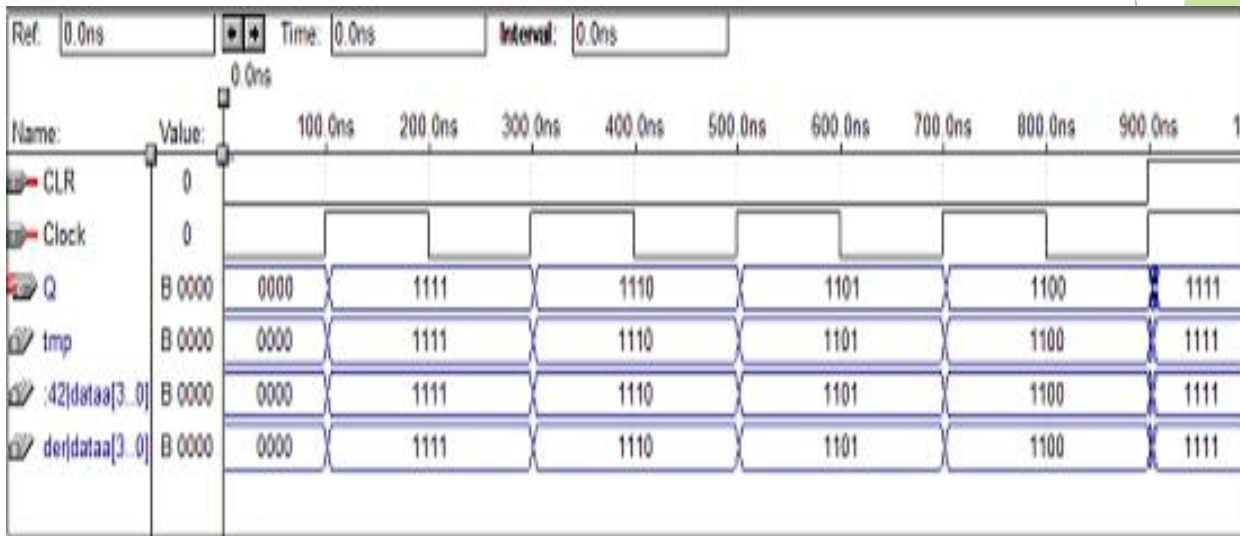 Ref: 0.0ns Time: 0.0ns Interval: 0.0ns
0.0ns
Name: Value: 100.0ns 200.0ns 300.0ns 400.0ns 500.0ns 600.0ns 700.0ns 800.0ns 900.0ns 1
CLR 0
Clock 0
Q B 0000 0000 1111 1110 1101 1100 1111
tmp B 0000 0000 1111 1110 1101 1100 1111
:42|dataa[3..0] B 0000 0000 1111 1110 1101 1100 1111
der|dataa[3..0] B 0000 0000 1111 1110 1101 1100 1111